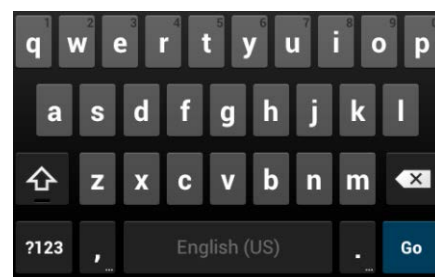 1 2 3 4 5 6 7 8 9 0
q w e r t y u i o p
a s d f g h j k l
z x c v b n m
?123 , ... English (US) . ... Go